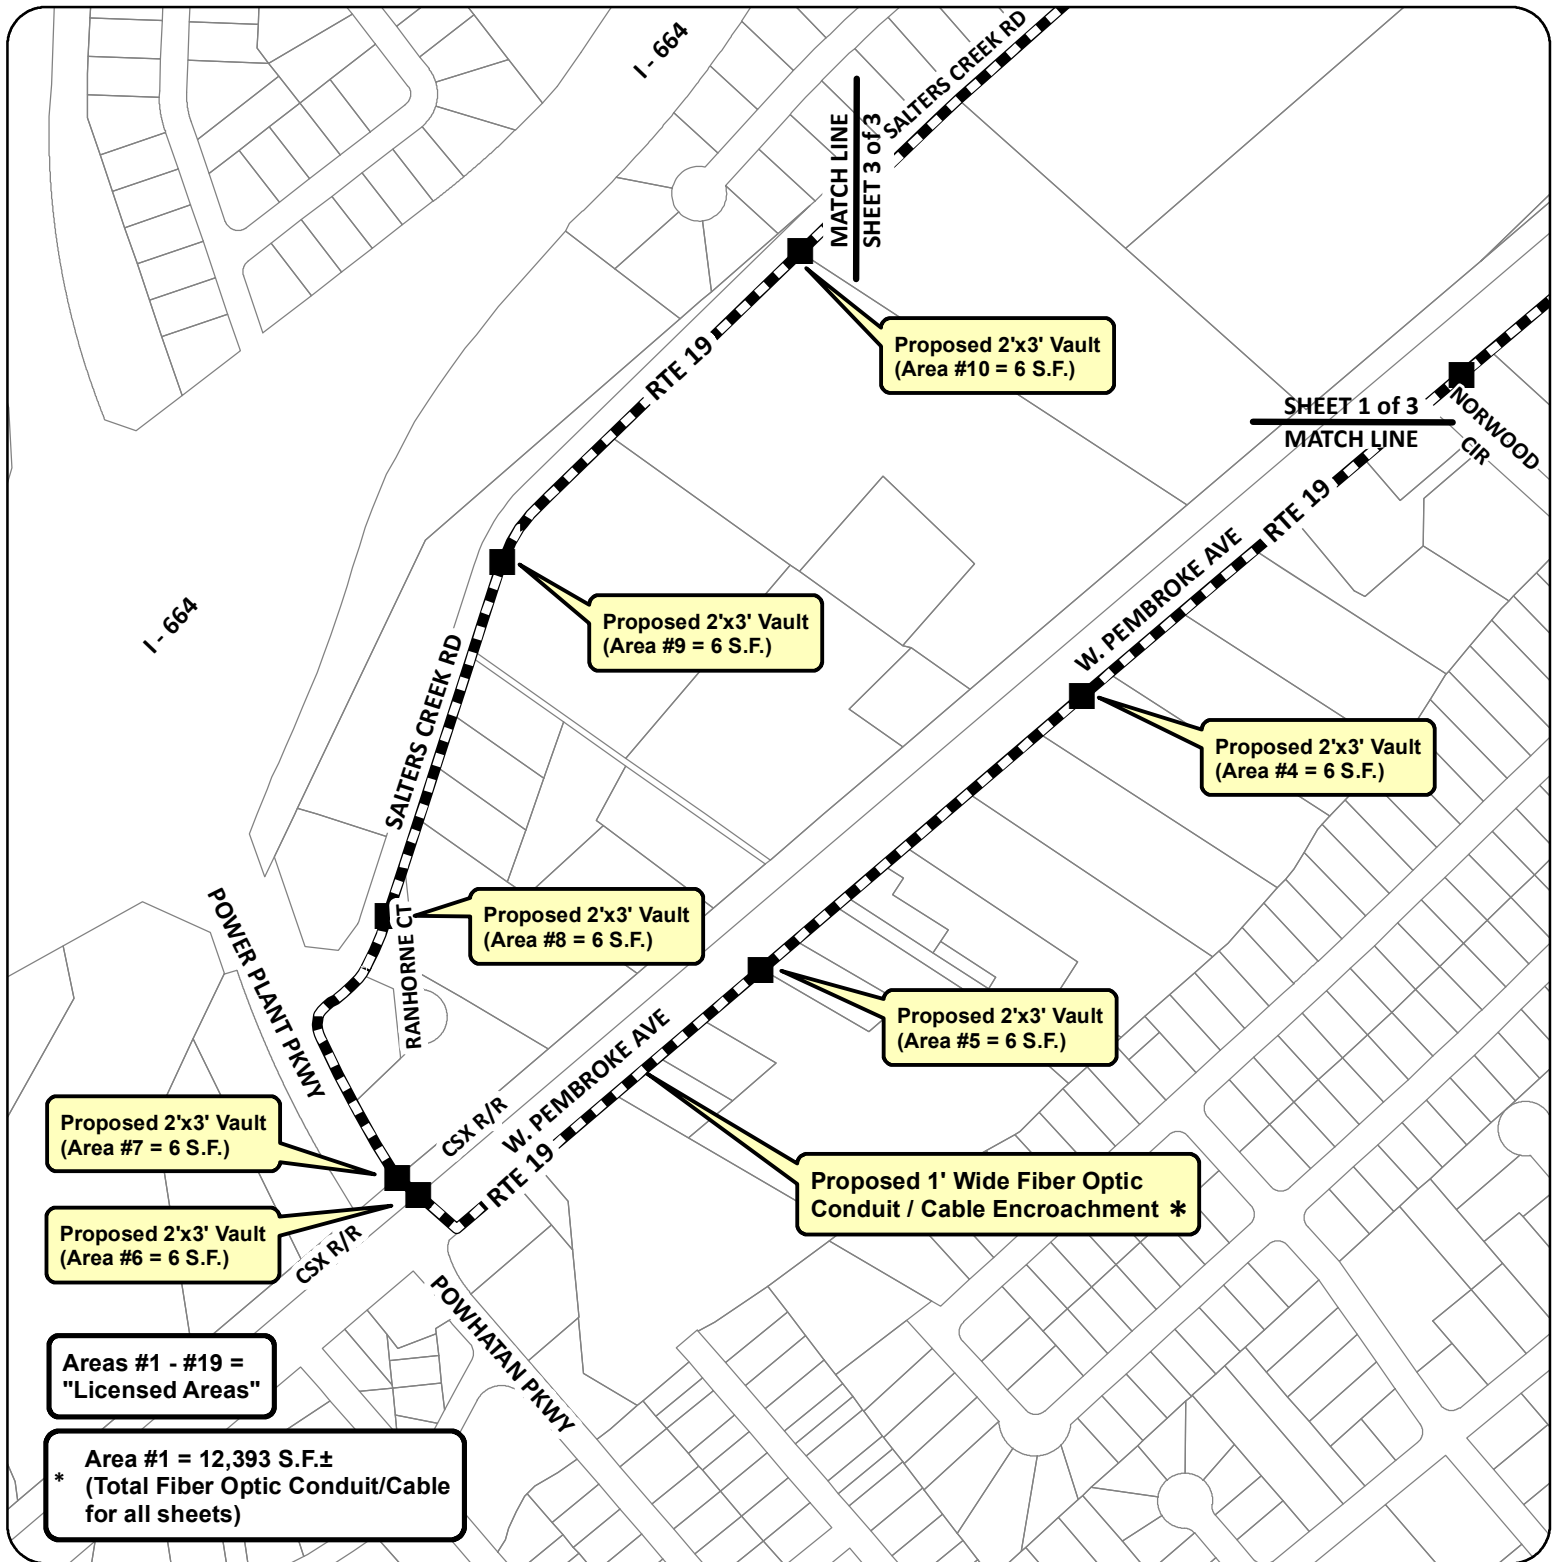 I - 664
SALTERS CREEK RD
MATCH LINE
SHEET 3 of 3
Proposed 2'x3' Vault
(Area #10 = 6 S.F.)
RTE 19
SHEET 1 of 3
MATCH LINE
NORWOOD
CIR
RTE 19
W. PEMBROKE AVE
I - 664
Proposed 2'x3' Vault
(Area #9 = 6 S.F.)
SALTERS CREEK RD
Proposed 2'x3' Vault
(Area #4 = 6 S.F.)
POWER PLANT PKWY
RANHORNE CT
Proposed 2'x3' Vault
(Area #8 = 6 S.F.)
Proposed 2'x3' Vault
(Area #5 = 6 S.F.)
W. PEMBROKE AVE
CSX R/R
RTE 19
Proposed 2'x3' Vault
(Area #7 = 6 S.F.)
Proposed 1' Wide Fiber Optic
Conduit / Cable Encroachment *
Proposed 2'x3' Vault
(Area #6 = 6 S.F.)
CSX R/R
POWHATAN PKWY
Areas #1 - #19 =
"Licensed Areas"
Area #1 = 12,393 S.F.±
* (Total Fiber Optic Conduit/Cable
for all sheets)